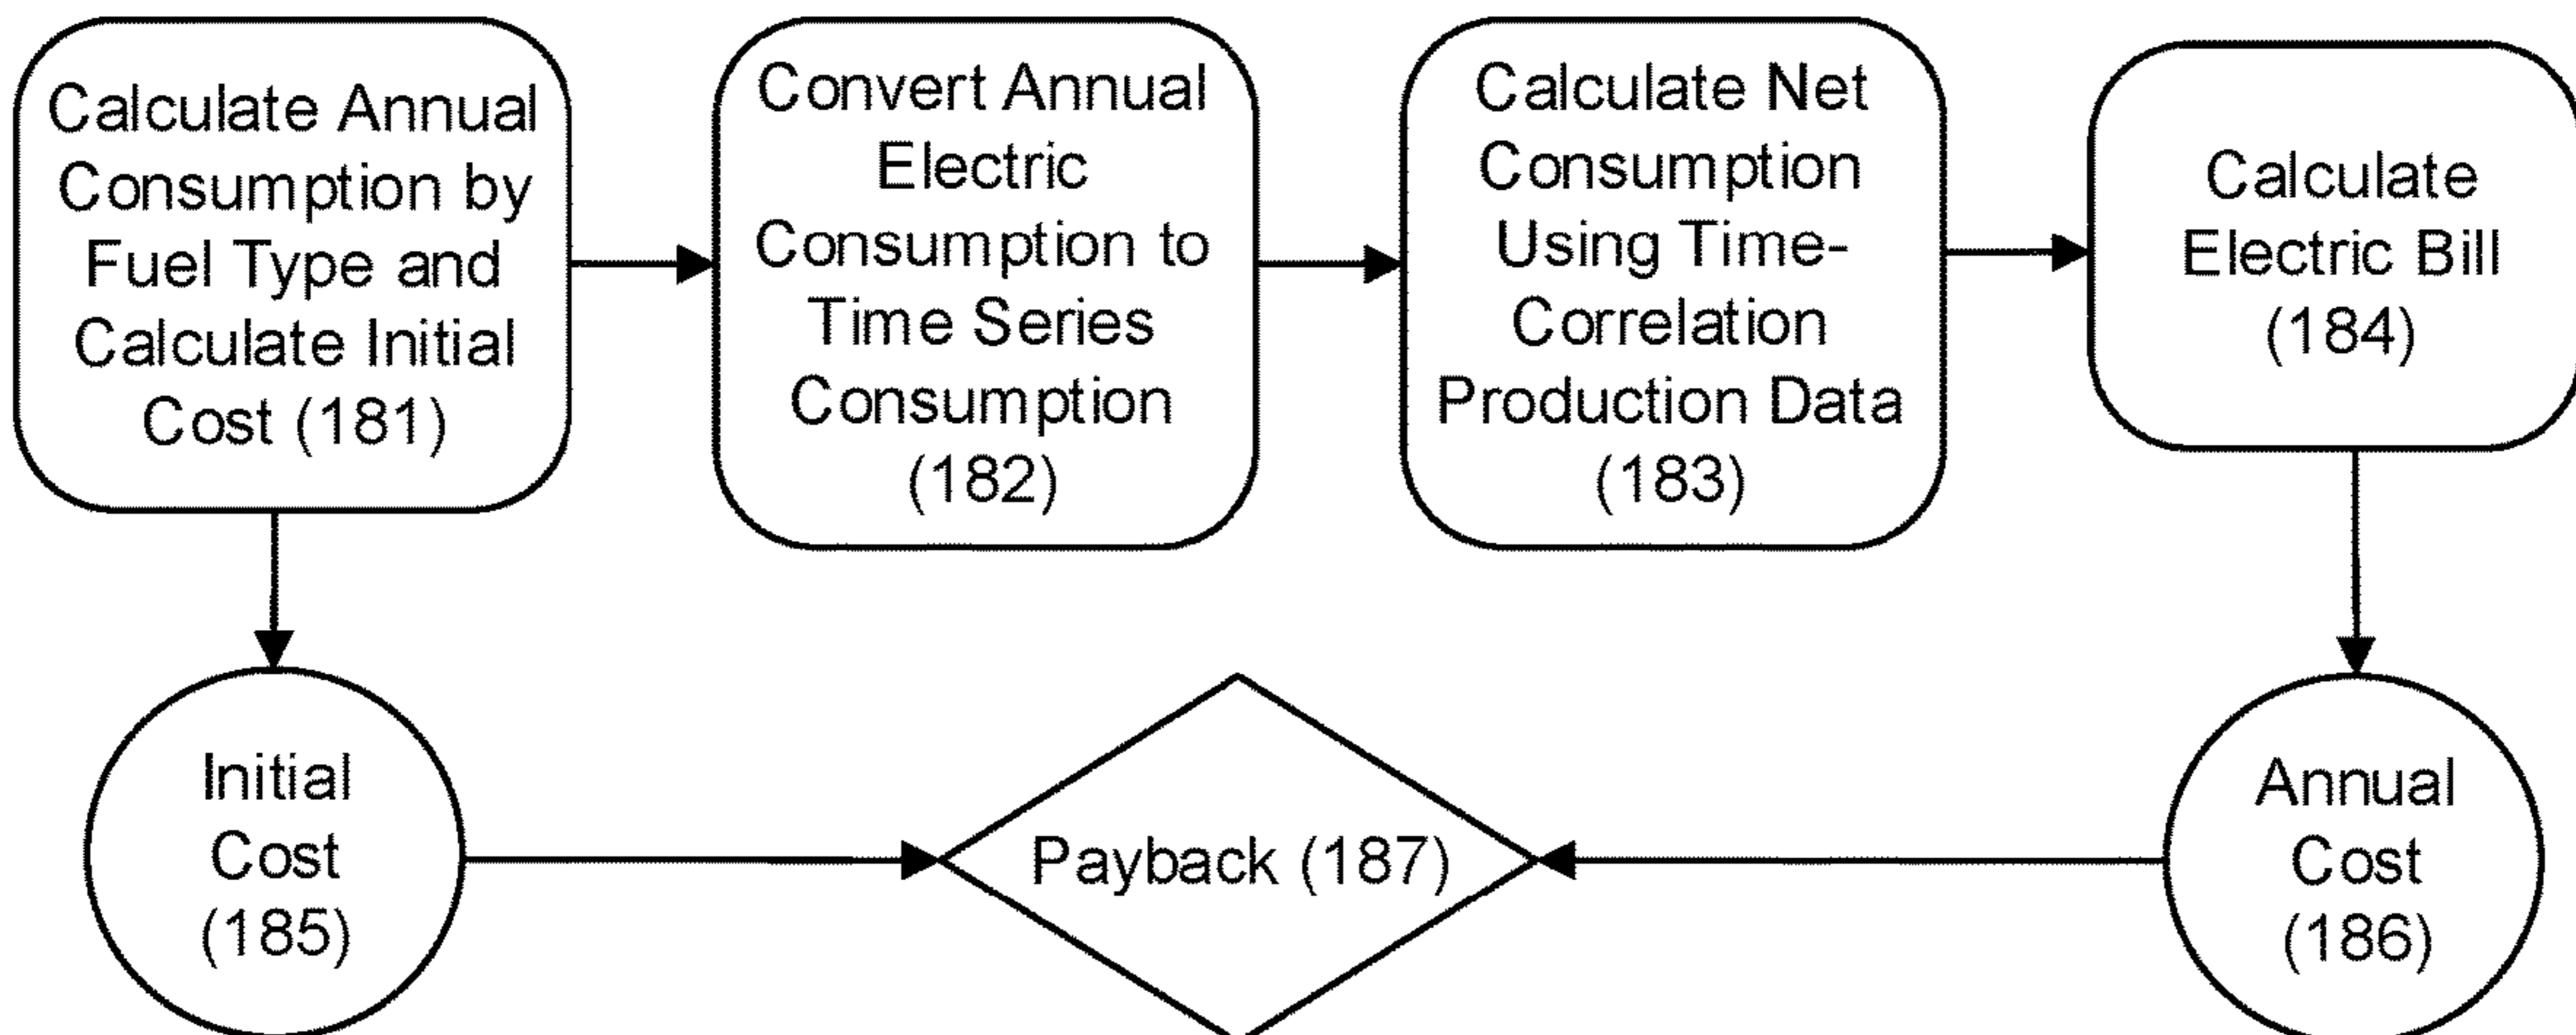 Calculate Annual
Consumption by
Fuel Type and
Calculate Initial
Cost (181)
Convert Annual
Electric
Consumption to
Time Series
Consumption
(182)
Calculate Net
Consumption
Using Time-
Correlation
Production Data
(183)
Calculate
Electric Bill
(184)
Initial
Cost
(185)
Payback (187)
Annual
Cost
(186)